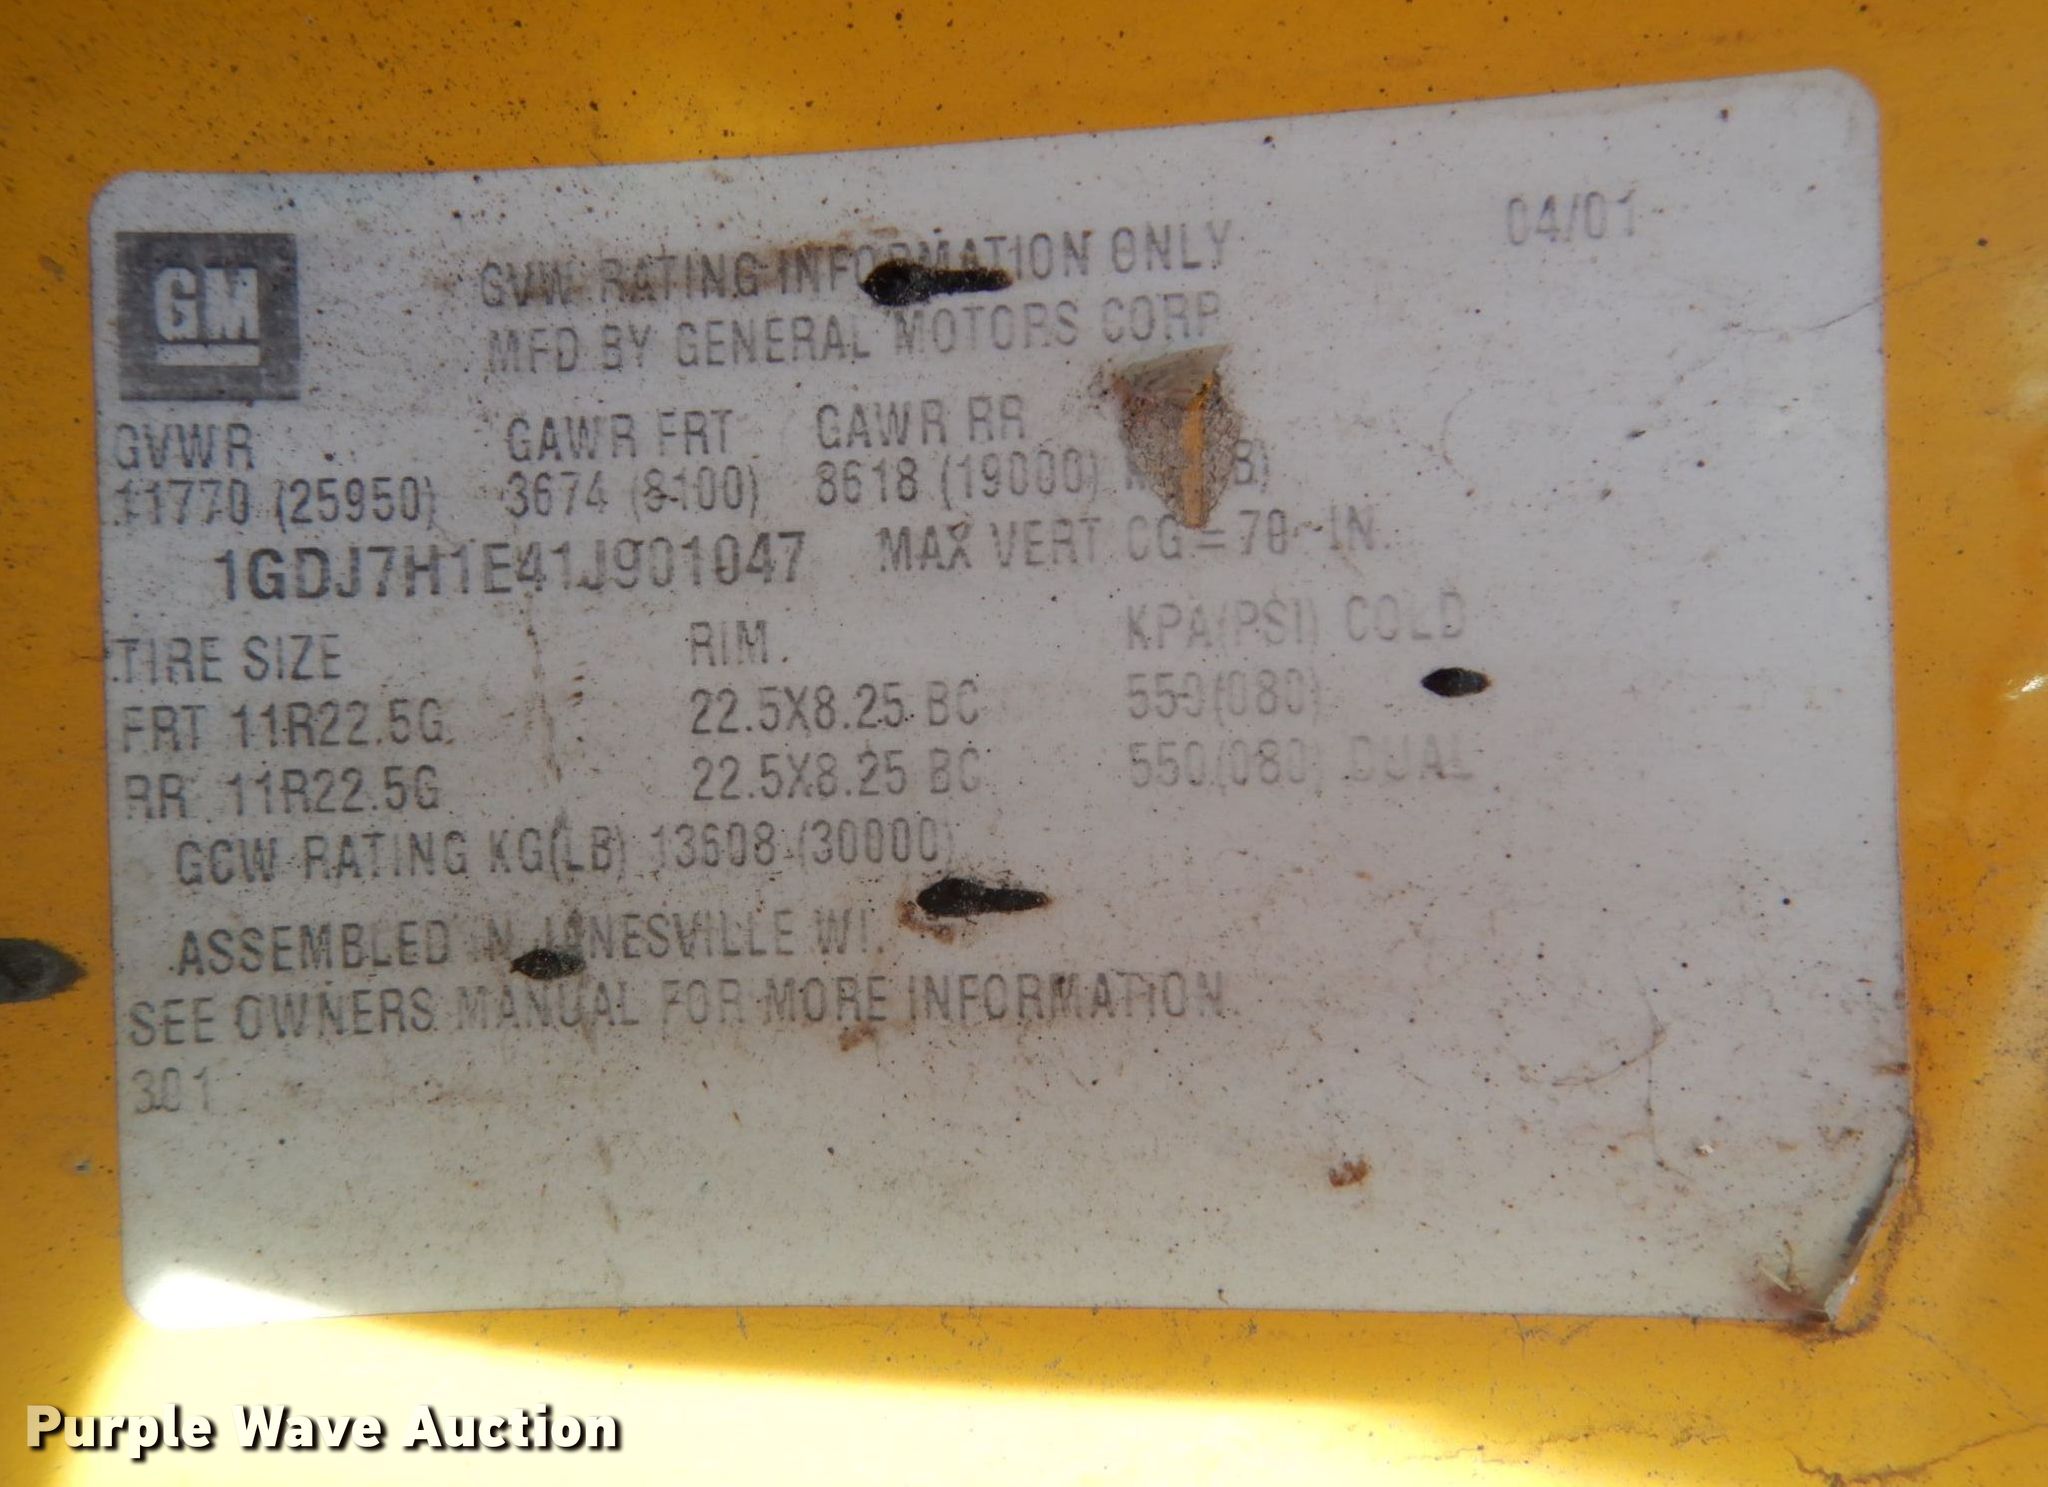 04/01
GM
GVW RATING INFORMATION ONLY
MFD BY GENERAL MOTORS CORP
GVWR GAWR FRT GAWR RR
11770 (25950) 3674 (8100) 8618 (19000)
1GDJ7H1E41J901047 MAX VERT CG = 70 IN.
TIRE SIZE RIM KPA(PSI) COLD
FRT 11R22.5G 22.5X8.25 BC 550(080)
RR 11R22.5G 22.5X8.25 BC 550(080) DUAL
GCW RATING KG(LB) 13608 (30000)
ASSEMBLED IN JANESVILLE WI.
SEE OWNERS MANUAL FOR MORE INFORMATION.
301
Purple Wave Auction